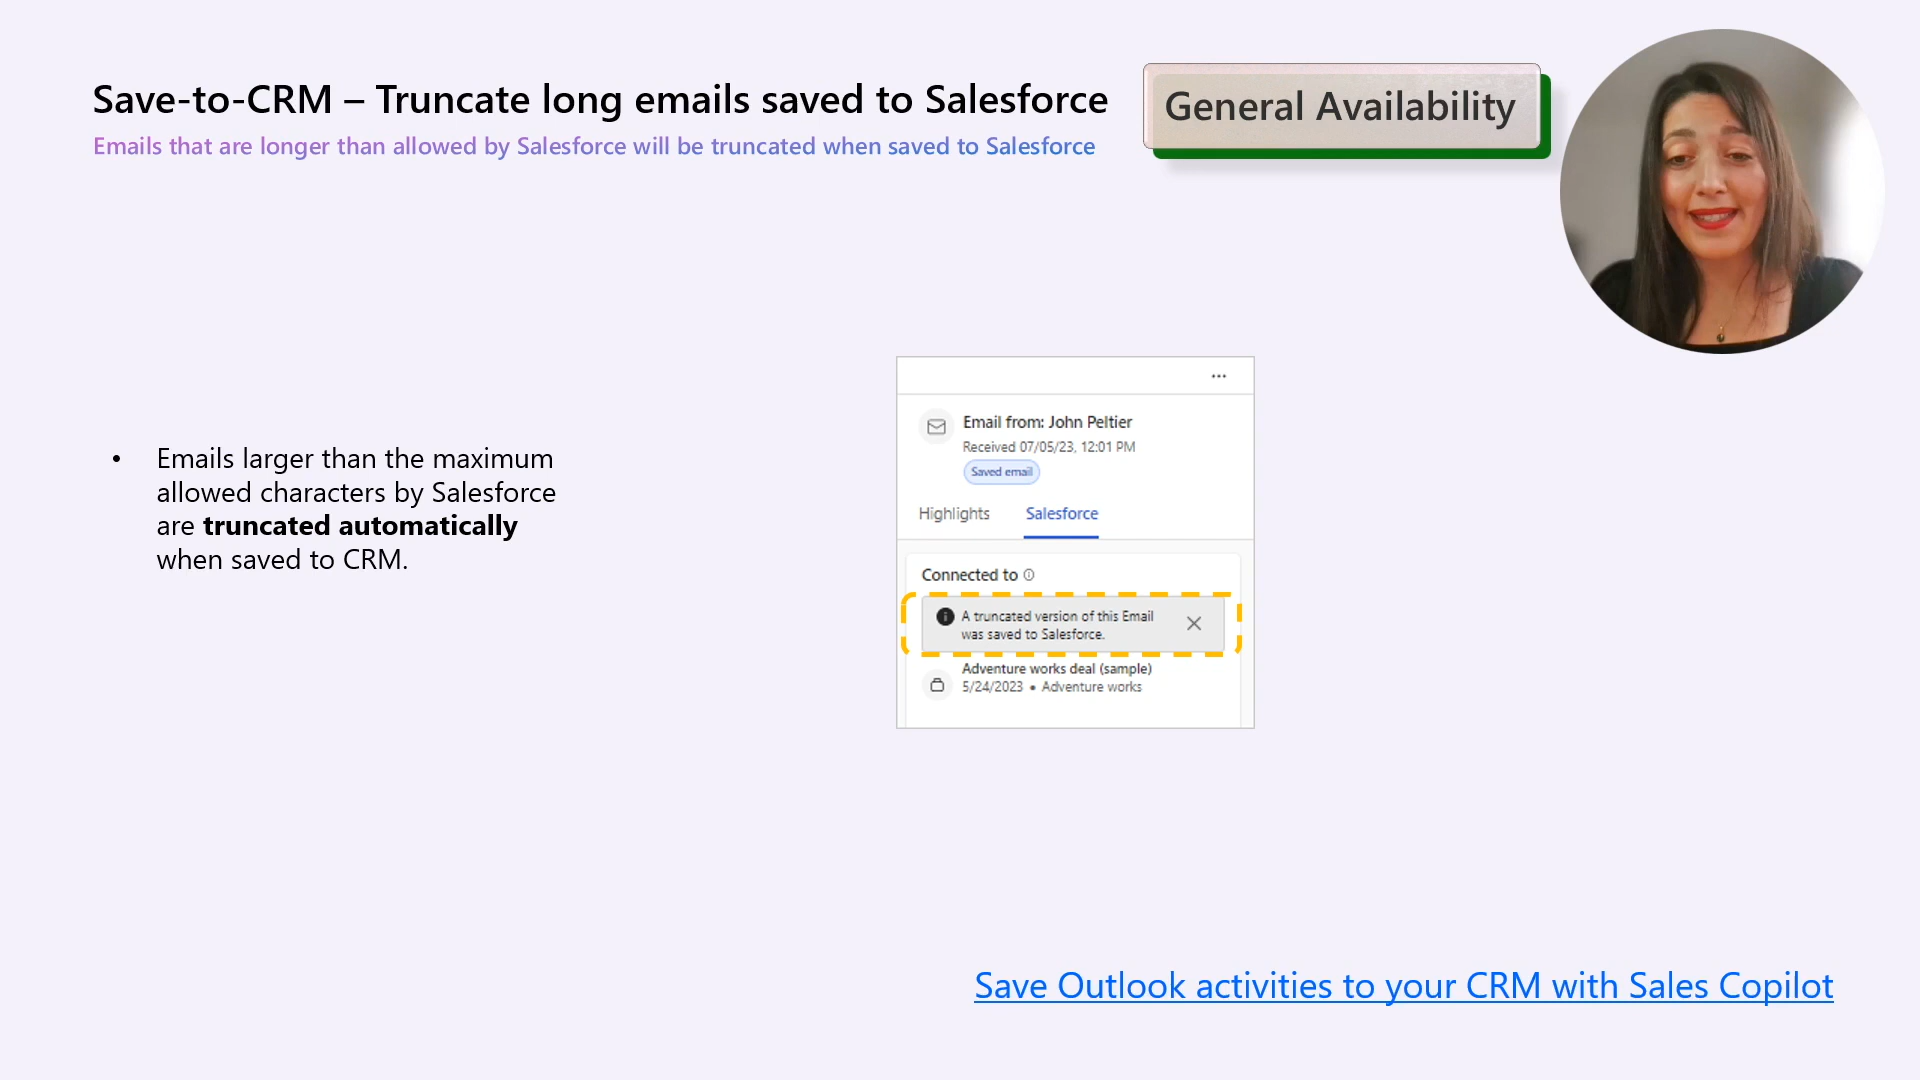 Save-to-CRM – Truncate long emails saved to Salesforce
Emails that are longer than allowed by Salesforce will be truncated when saved to Salesforce
General Availability
• Emails larger than the maximum
allowed characters by Salesforce
are truncated automatically
when saved to CRM.
Email from: John Peltier
Received 07/05/23, 12:01 PM
Saved email
Highlights Salesforce
Connected to
A truncated version of this Email
was saved to Salesforce.
Adventure works deal (sample)
5/24/2023 • Adventure works
Save Outlook activities to your CRM with Sales Copilot